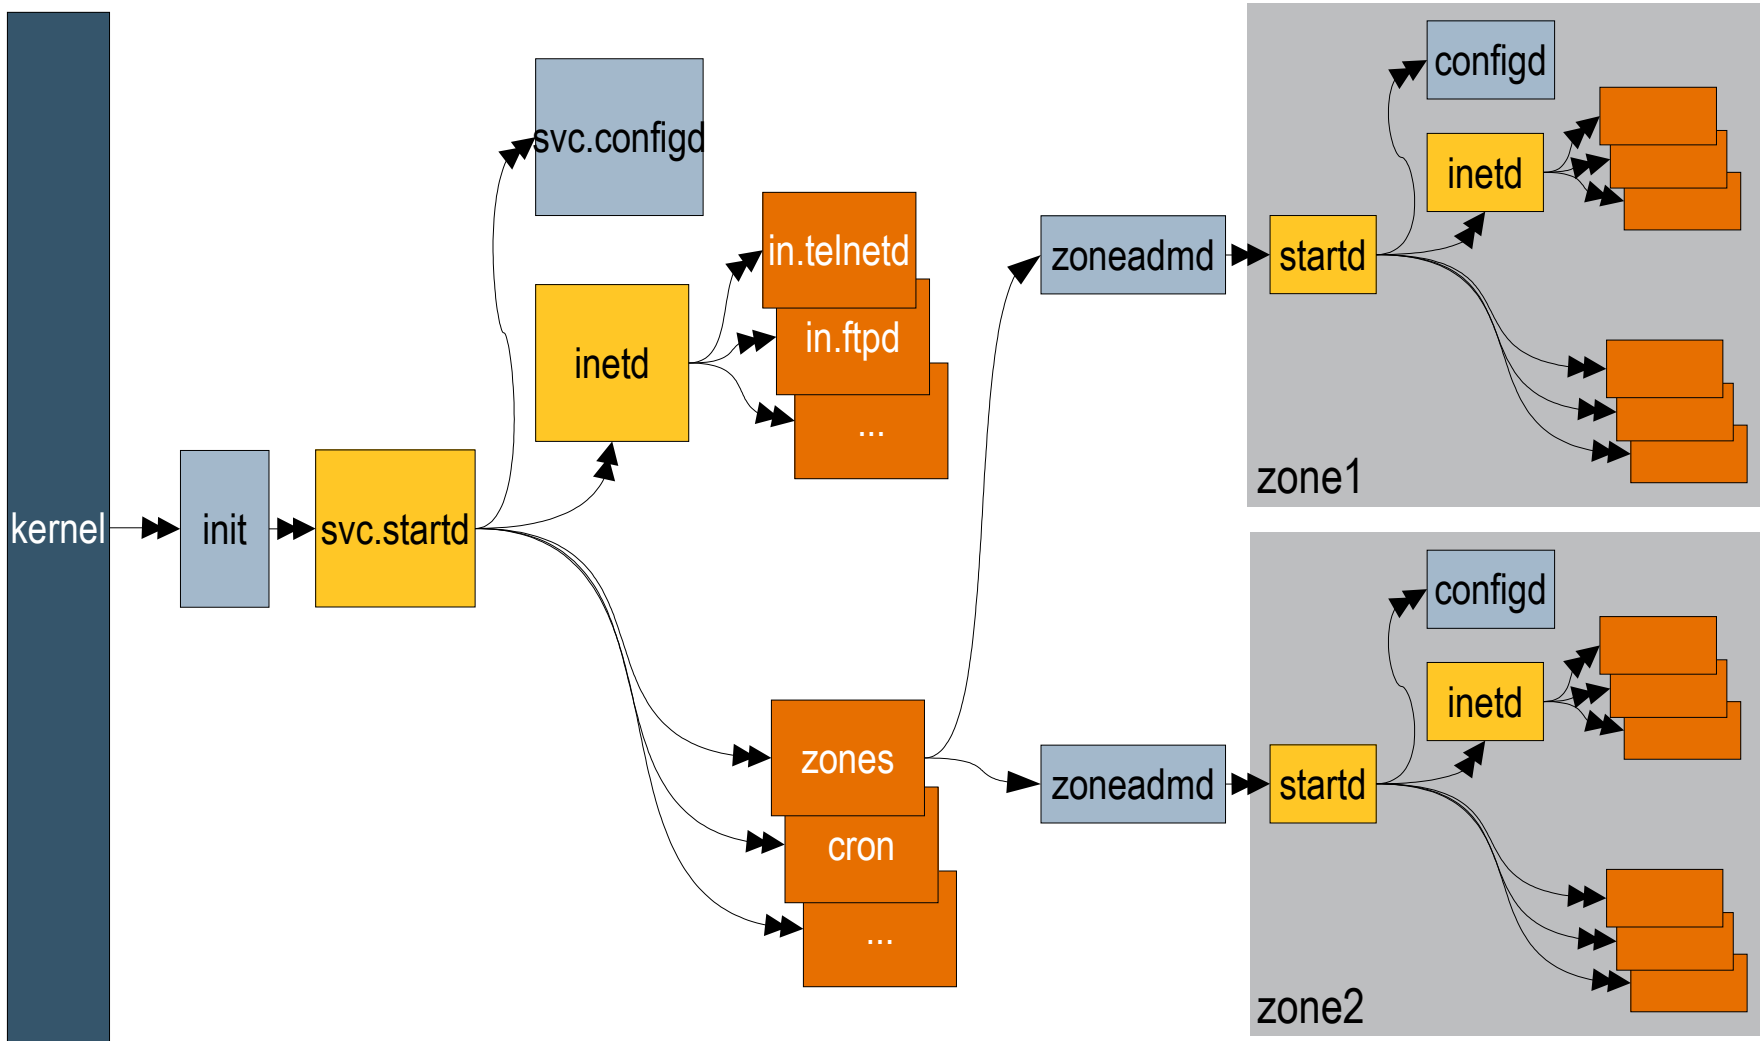 kernel
init
svc.startd
svc.configd
inetd
in.telnetd
in.ftpd
...
zones
cron
...
zoneadmd
startd
configd
inetd
zone1
zoneadmd
startd
configd
inetd
zone2